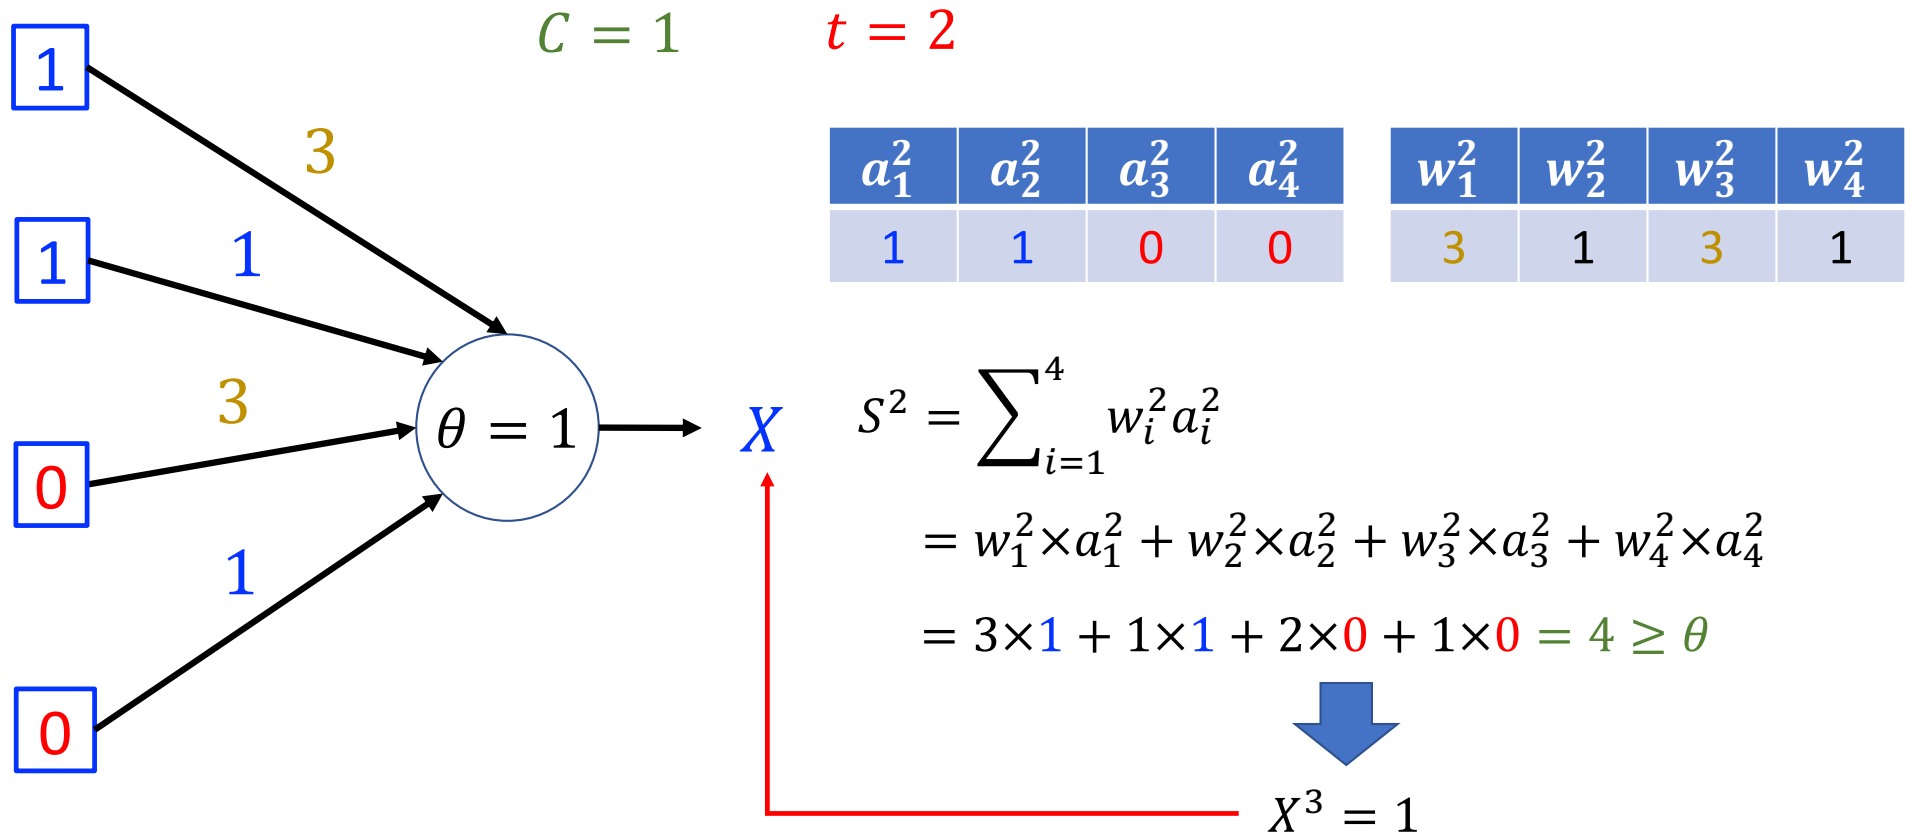 C = 1
t = 2
1
3
1
1
3
0
1
0
θ = 1
X
a₁² a₂² a₃² a₄²
1 1 0 0
w₁² w₂² w₃² w₄²
3 1 3 1
S² = ∑ᵢ₌₁⁴ wᵢ²aᵢ²
= w₁²×a₁² + w₂²×a₂² + w₃²×a₃² + w₄²×a₄²
= 3×1 + 1×1 + 2×0 + 1×0 = 4 ≥ θ
X³ = 1